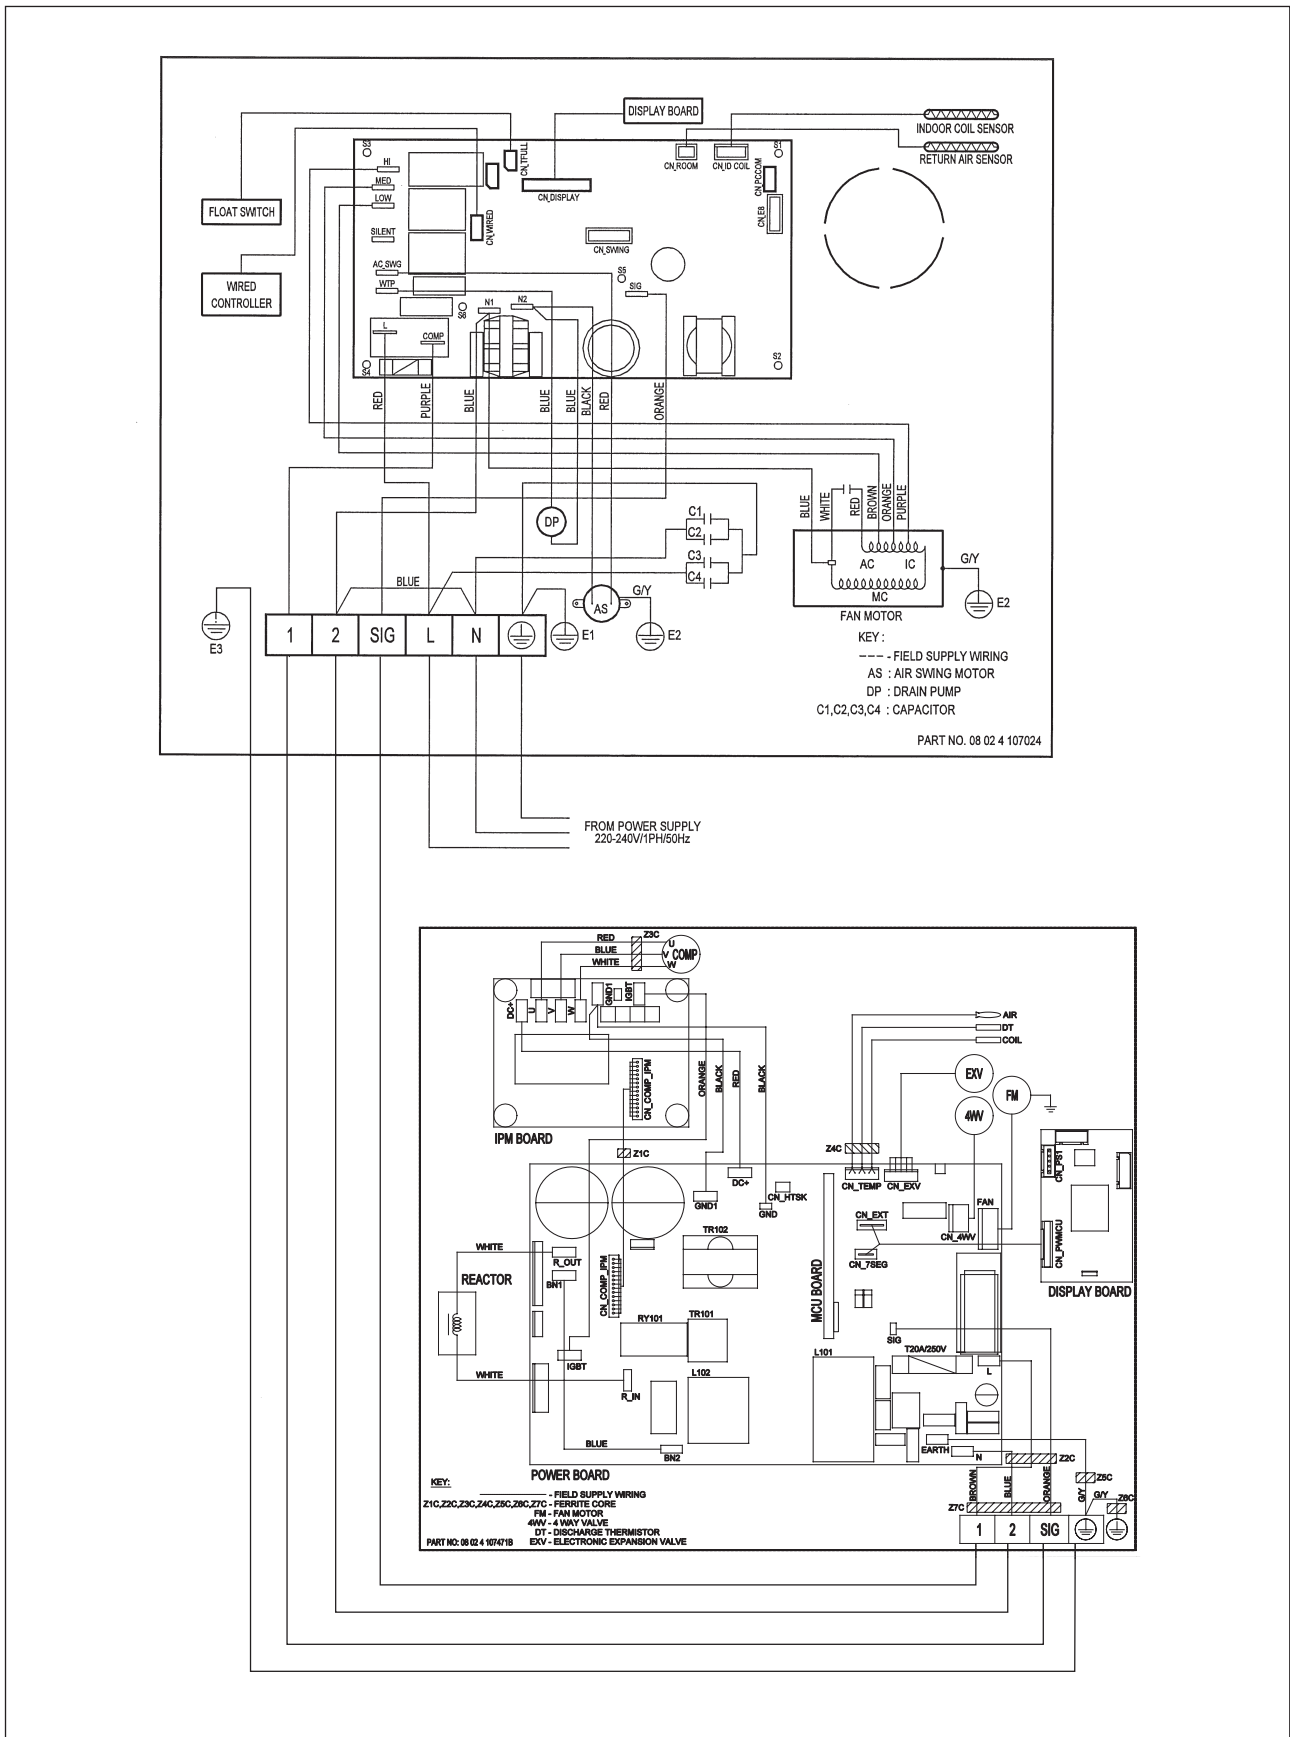 DISPLAY BOARD
INDOOR COIL SENSOR
RETURN AIR SENSOR
S3
HI
MED
LOW
SILENT
AC_SWG
WTP
CN_TFULL
CN_WIRED
CN_DISPLAY
CN_ROOM
CN_ID COIL
S1
CN_PCCOM
CN_E8
CN_SWING
S5
SIG
FLOAT SWITCH
WIRED
CONTROLLER
L
COMP
S6
N1
N2
S4
S2
RED
PURPLE
BLUE
BLUE
BLUE
BLACK
RED
ORANGE
DP
C1
C2
C3
C4
BLUE
WHITE
RED
BROWN
ORANGE
PURPLE
AC
IC
MC
G/Y
E2
FAN MOTOR
BLUE
G/Y
AS
E3
1
2
SIG
L
N
E1
E2
KEY :
--- - FIELD SUPPLY WIRING
AS : AIR SWING MOTOR
DP : DRAIN PUMP
C1,C2,C3,C4 : CAPACITOR
PART NO. 08 02 4 107024
FROM POWER SUPPLY
220-240V/1PH/50Hz
RED
BLUE
WHITE
Z3C
U
V
W
COMP
DC+
U
V
W
GND1
IGBT
CN_COMP_IPM
IPM BOARD
ORANGE
BLACK
RED
BLACK
AIR
DT
COIL
EXV
4WV
FM
Z1C
Z4C
CN_TEMP
CN_EXV
DC+
GND1
CN_HTSK
GND
CN_EXT
CN_7SEG
CN_4WV
FAN
CN_PS1
CN_PWMCU
DISPLAY BOARD
WHITE
REACTOR
WHITE
R_OUT
BN1
CN_COMP_IPM
TR102
MCU BOARD
RY101
TR101
IGBT
R_IN
L102
L101
SIG
T20A/250V
L
EARTH
N
BLUE
BN2
POWER BOARD
Z2C
Z5C
Z6C
Z7C
BROWN
BLUE
ORANGE
G/Y
G/Y
1
2
SIG
KEY:
- FIELD SUPPLY WIRING
Z1C,Z2C,Z3C,Z4C,Z5C,Z6C,Z7C - FERRITE CORE
FM - FAN MOTOR
4WV - 4 WAY VALVE
DT - DISCHARGE THERMISTOR
PART NO: 08 02 4 107471B EXV - ELECTRONIC EXPANSION VALVE